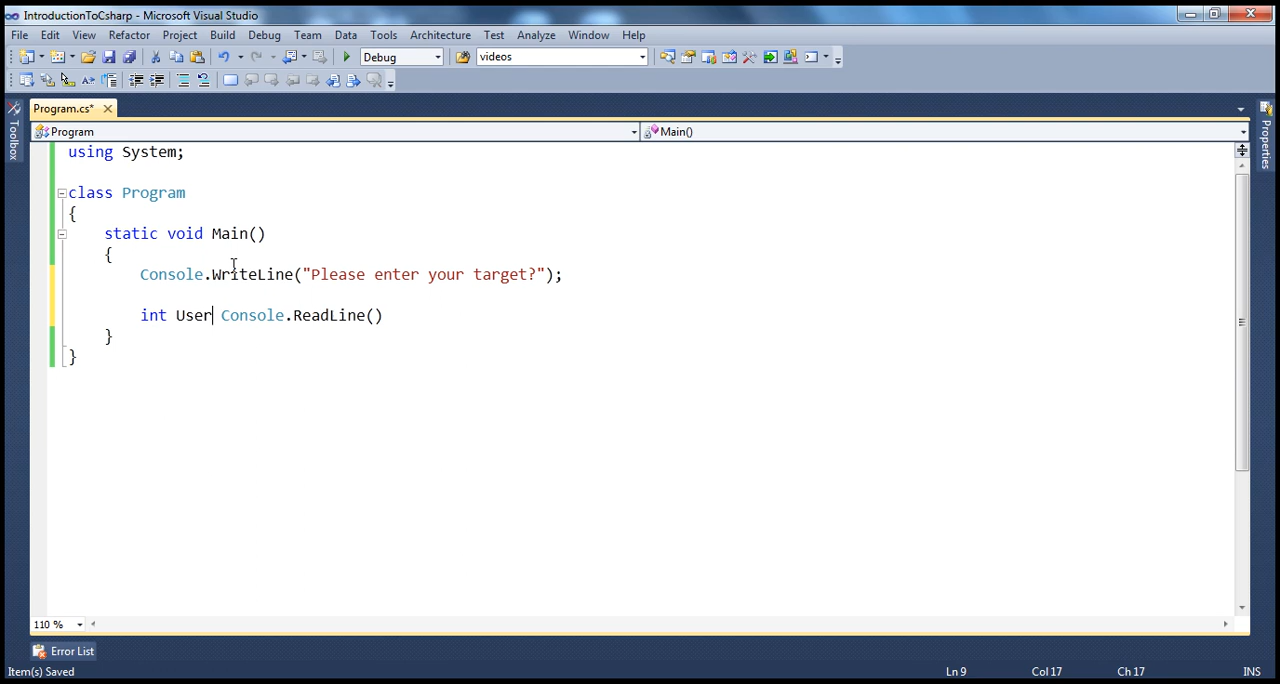 IntroductionToCsharp - Microsoft Visual Studio
File Edit View Refactor Project Build Debug Team Data Tools Architecture Test Analyze Window Help
Debug videos
Program.cs*
Program Main()
Toolbox
Properties
using System;
class Program
{
static void Main()
{
Console.WriteLine("Please enter your target?");
int User Console.ReadLine()
}
}
110 %
Error List
Item(s) Saved Ln 9 Col 17 Ch 17 INS